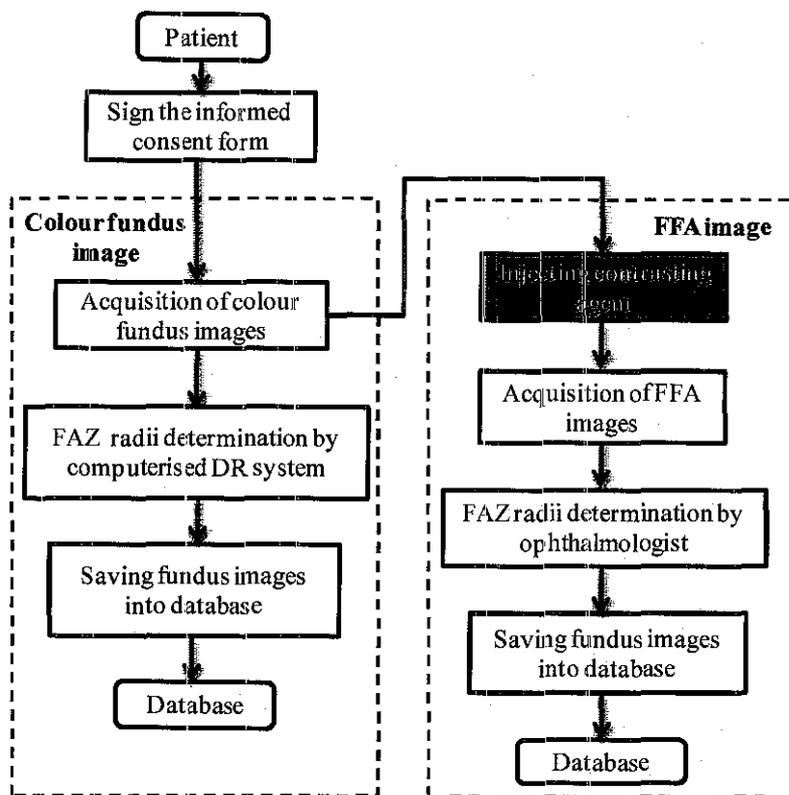 Patient
Sign the informed
consent form
Colour fundus
image
Acquisition of colour
fundus images
FAZ radii determination by
computerised DR system
Saving fundus images
into database
Database
FFA image
Injecting contrasting
agent
Acquisition of FFA
images
FAZ radii determination by
ophthalmologist
Saving fundus images
into database
Database